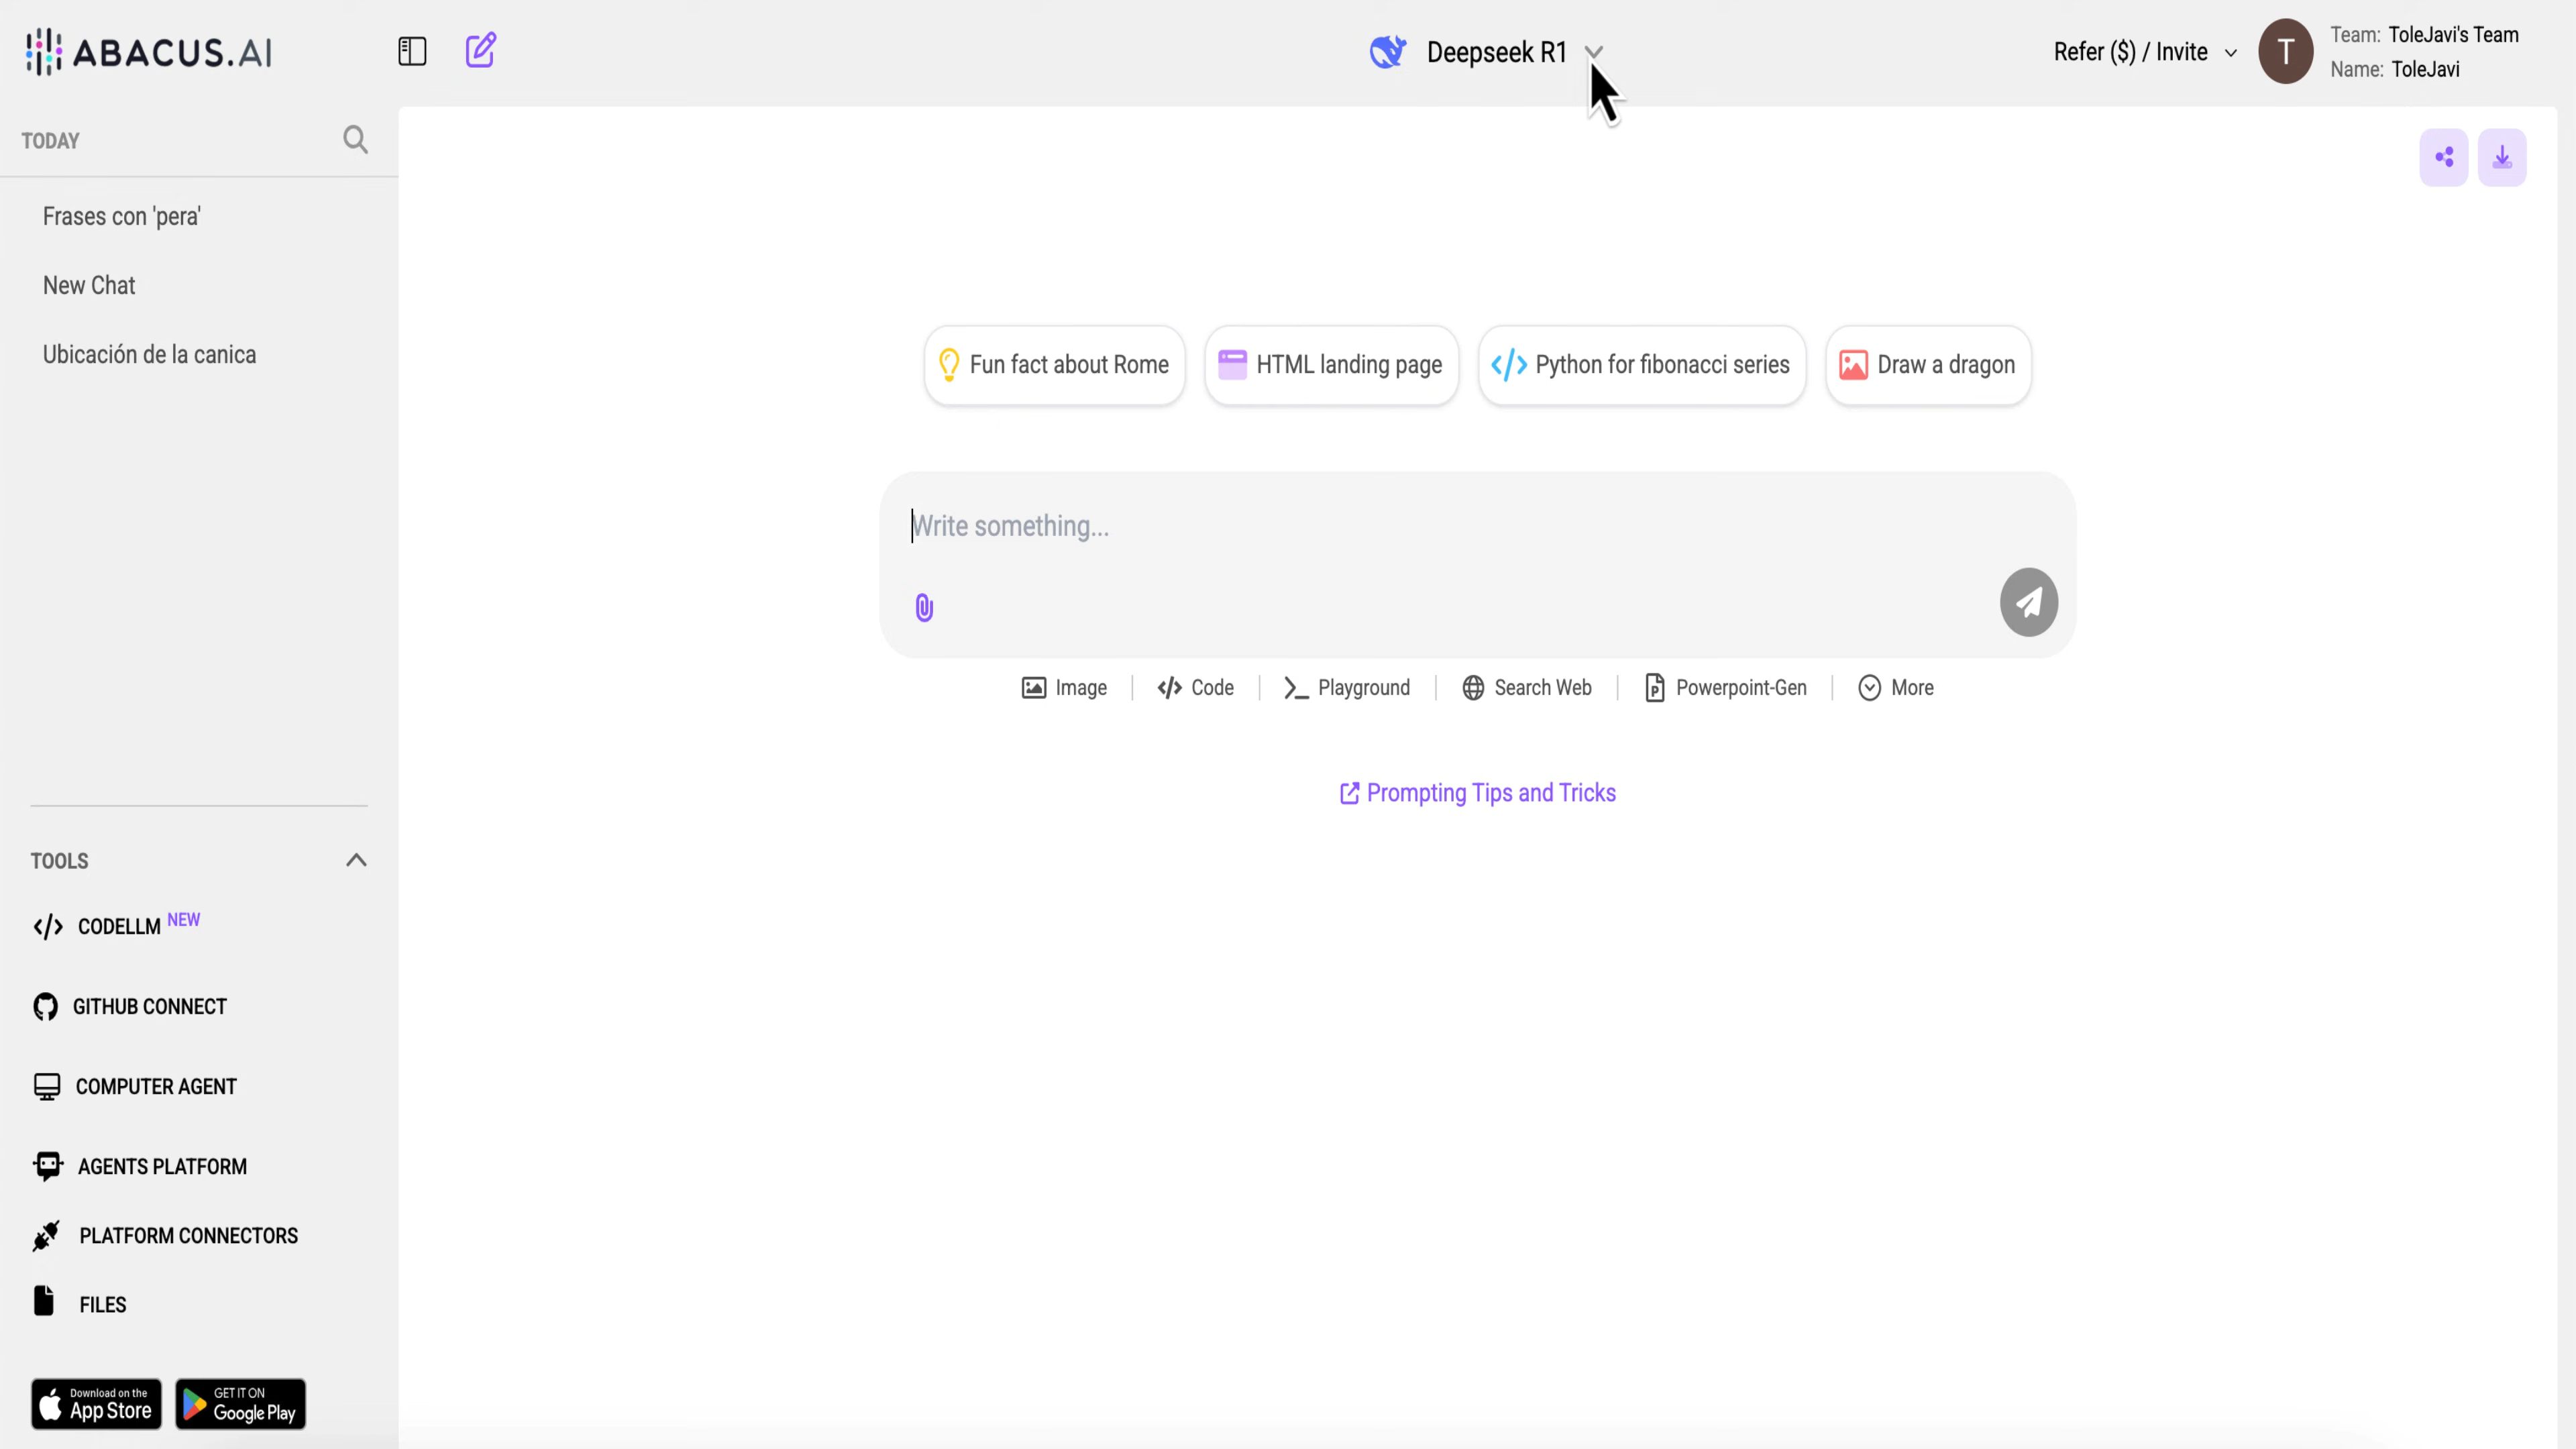 ABACUS.AI
Deepseek R1
Refer ($) / Invite
T
Team: ToleJavi's Team
Name: ToleJavi
TODAY
Frases con 'pera'
New Chat
Ubicación de la canica
Fun fact about Rome
HTML landing page
Python for fibonacci series
Draw a dragon
Write something...
Image
Code
Playground
Search Web
Powerpoint-Gen
More
Prompting Tips and Tricks
TOOLS
CODELLM NEW
GITHUB CONNECT
COMPUTER AGENT
AGENTS PLATFORM
PLATFORM CONNECTORS
FILES
Download on the
App Store
GET IT ON
Google Play